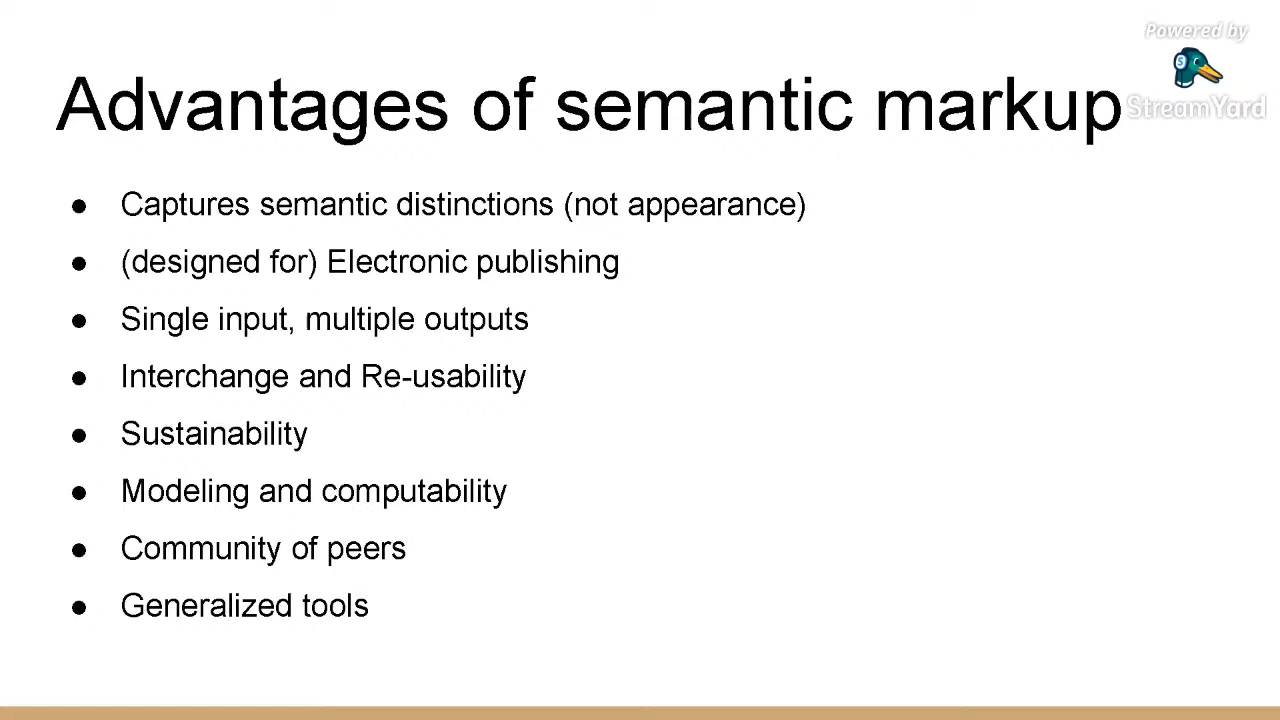 Powered by
StreamYard
Advantages of semantic markup
● Captures semantic distinctions (not appearance)
● (designed for) Electronic publishing
● Single input, multiple outputs
● Interchange and Re-usability
● Sustainability
● Modeling and computability
● Community of peers
● Generalized tools